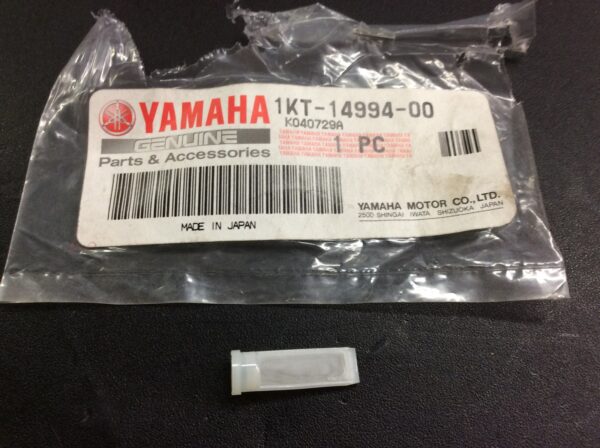 YAMAHA 1KT-14994-00
K040729A
GENUINE
1 PC
Parts & Accessories
YAMAHA MOTOR CO., LTD.
2500 SHINGAI IWATA SHIZUOKA JAPAN
MADE IN JAPAN